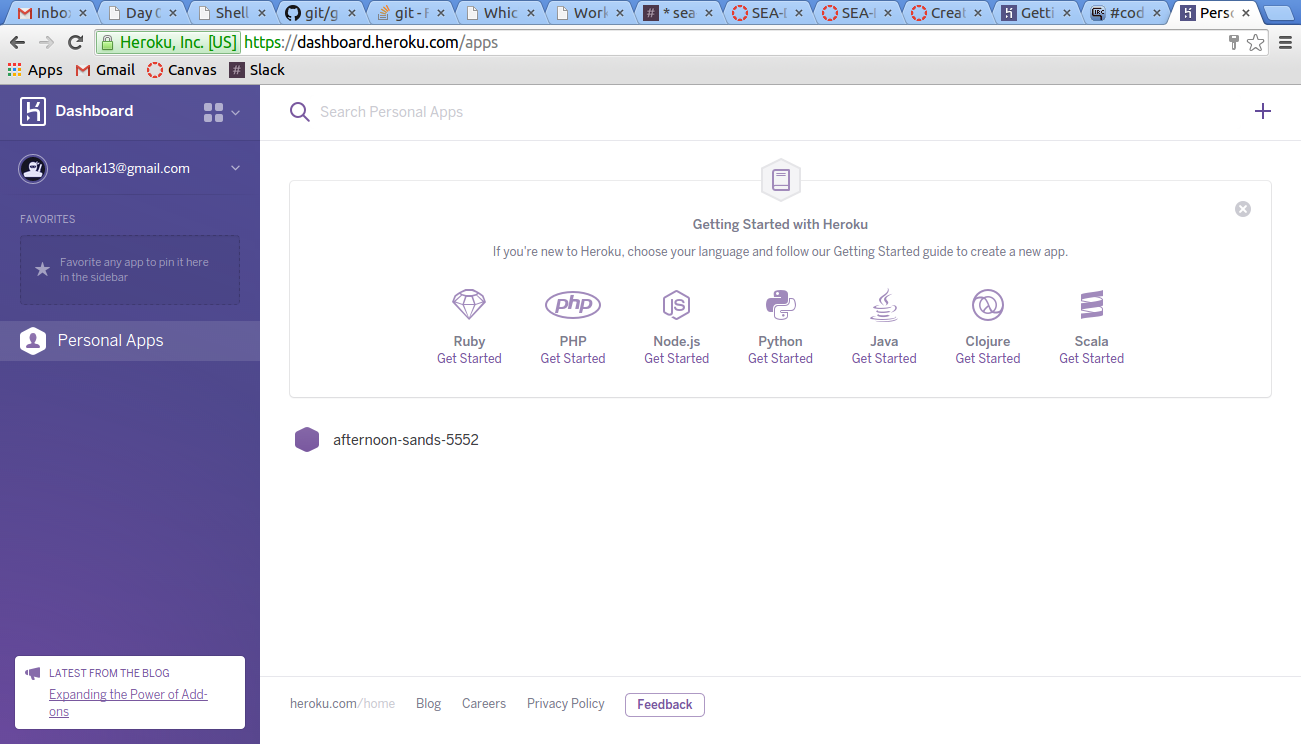 Inbo
Day 0
Shell
git/g
git - F
Whic
Work
* sea
SEA-
SEA-
Creat
Getti
#cod
Perso
Heroku, Inc. [US] https://dashboard.heroku.com/apps
Apps Gmail Canvas # Slack
Dashboard
Search Personal Apps
edpark13@gmail.com
FAVORITES
Favorite any app to pin it here
in the sidebar
Personal Apps
Getting Started with Heroku
If you're new to Heroku, choose your language and follow our Getting Started guide to create a new app.
php JS
Ruby PHP Node.js Python Java Clojure Scala
Get Started Get Started Get Started Get Started Get Started Get Started Get Started
afternoon-sands-5552
LATEST FROM THE BLOG
Expanding the Power of Add-
ons
heroku.com/home Blog Careers Privacy Policy Feedback